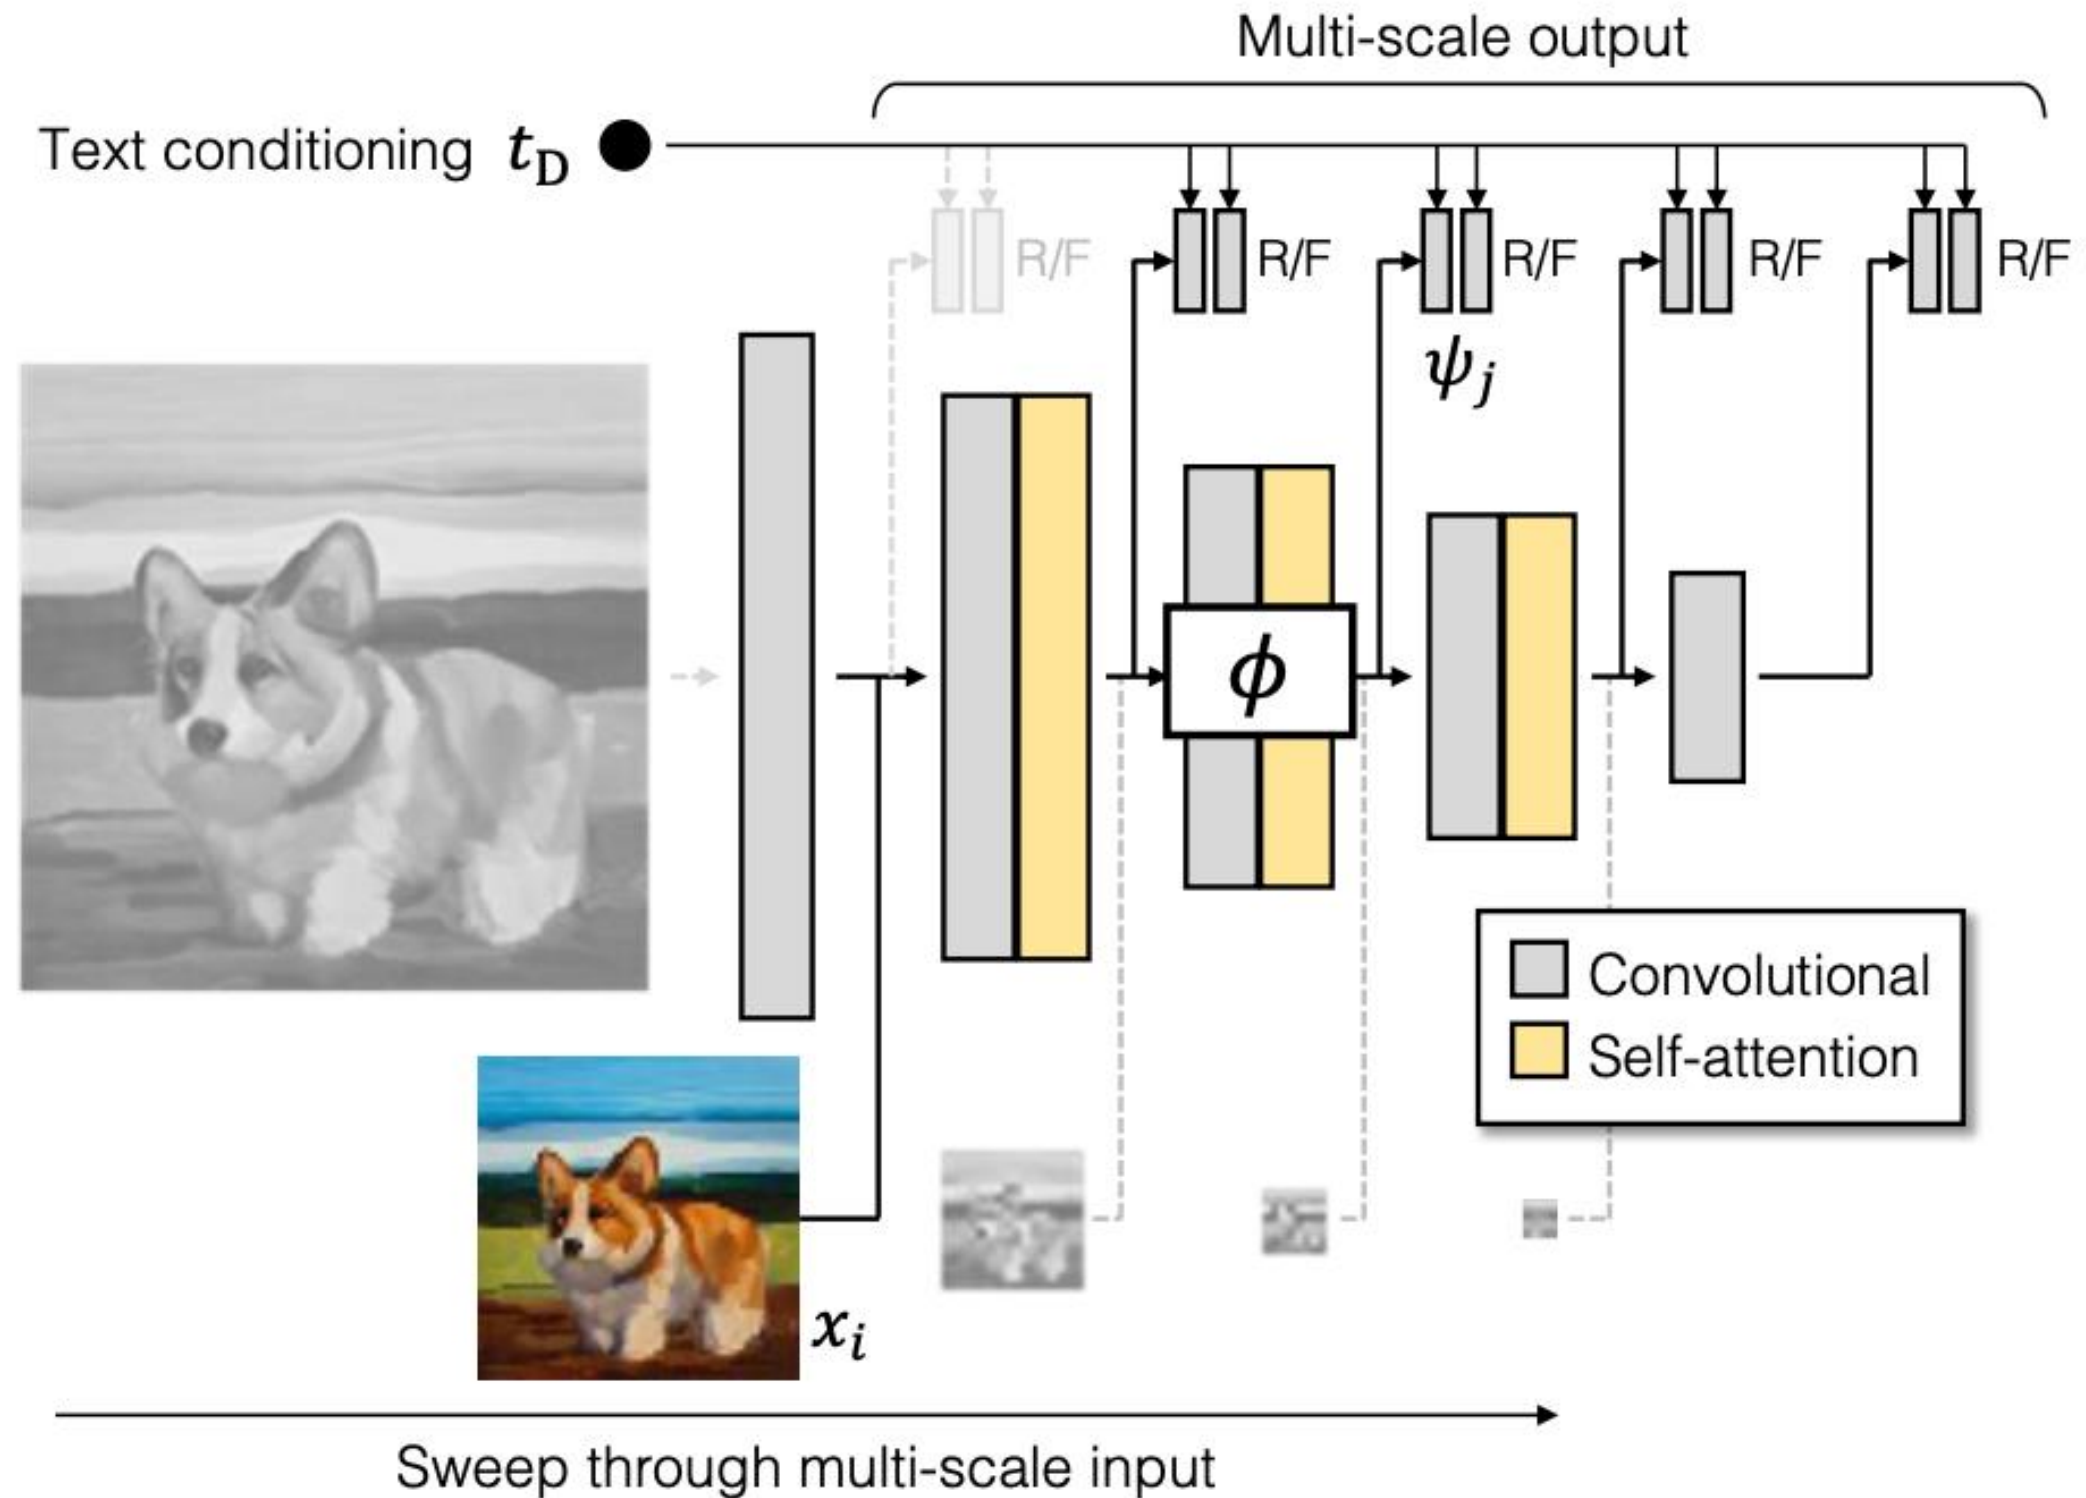 Multi-scale output
Text conditioning t_D
R/F R/F R/F R/F R/F
ψ_j
ϕ
Convolutional
Self-attention
x_i
Sweep through multi-scale input